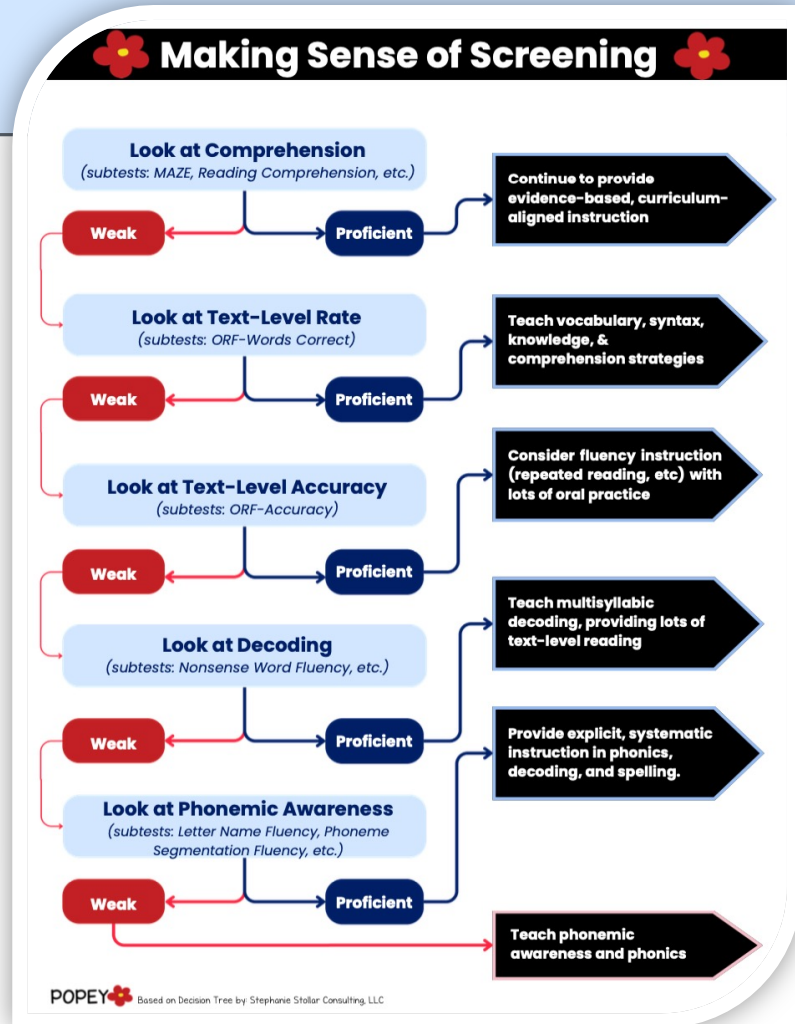 Making Sense of Screening
Look at Comprehension
(subtests: MAZE, Reading Comprehension, etc.)
Weak
Proficient
Continue to provide
evidence-based, curriculum-
aligned instruction
Look at Text-Level Rate
(subtests: ORF-Words Correct)
Weak
Proficient
Teach vocabulary, syntax,
knowledge, &
comprehension strategies
Look at Text-Level Accuracy
(subtests: ORF-Accuracy)
Weak
Proficient
Consider fluency instruction
(repeated reading, etc) with
lots of oral practice
Look at Decoding
(subtests: Nonsense Word Fluency, etc.)
Weak
Proficient
Teach multisyllabic
decoding, providing lots of
text-level reading
Look at Phonemic Awareness
(subtests: Letter Name Fluency, Phoneme
Segmentation Fluency, etc.)
Weak
Proficient
Provide explicit, systematic
instruction in phonics,
decoding, and spelling.
Teach phonemic
awareness and phonics
POPEY Based on Decision Tree by: Stephanie Stollar Consulting, LLC